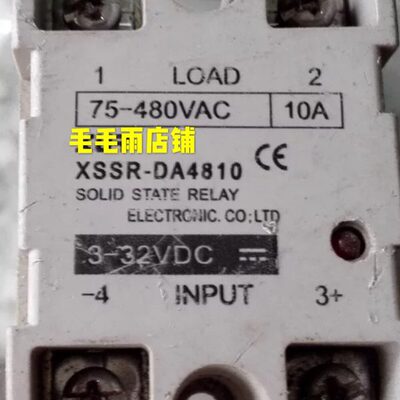 1 LOAD 2
75-480VAC 10A
毛毛雨店铺
XSSR-DA4810 CE
SOLID STATE RELAY
ELECTRONIC. CO;LTD
3-32VDC
-4 INPUT 3+